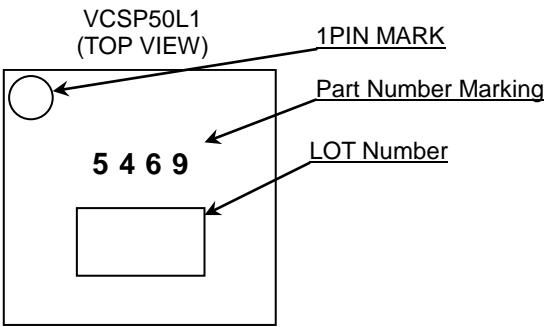 VCSP50L1
(TOP VIEW)
1PIN MARK
Part Number Marking
5 4 6 9
LOT Number